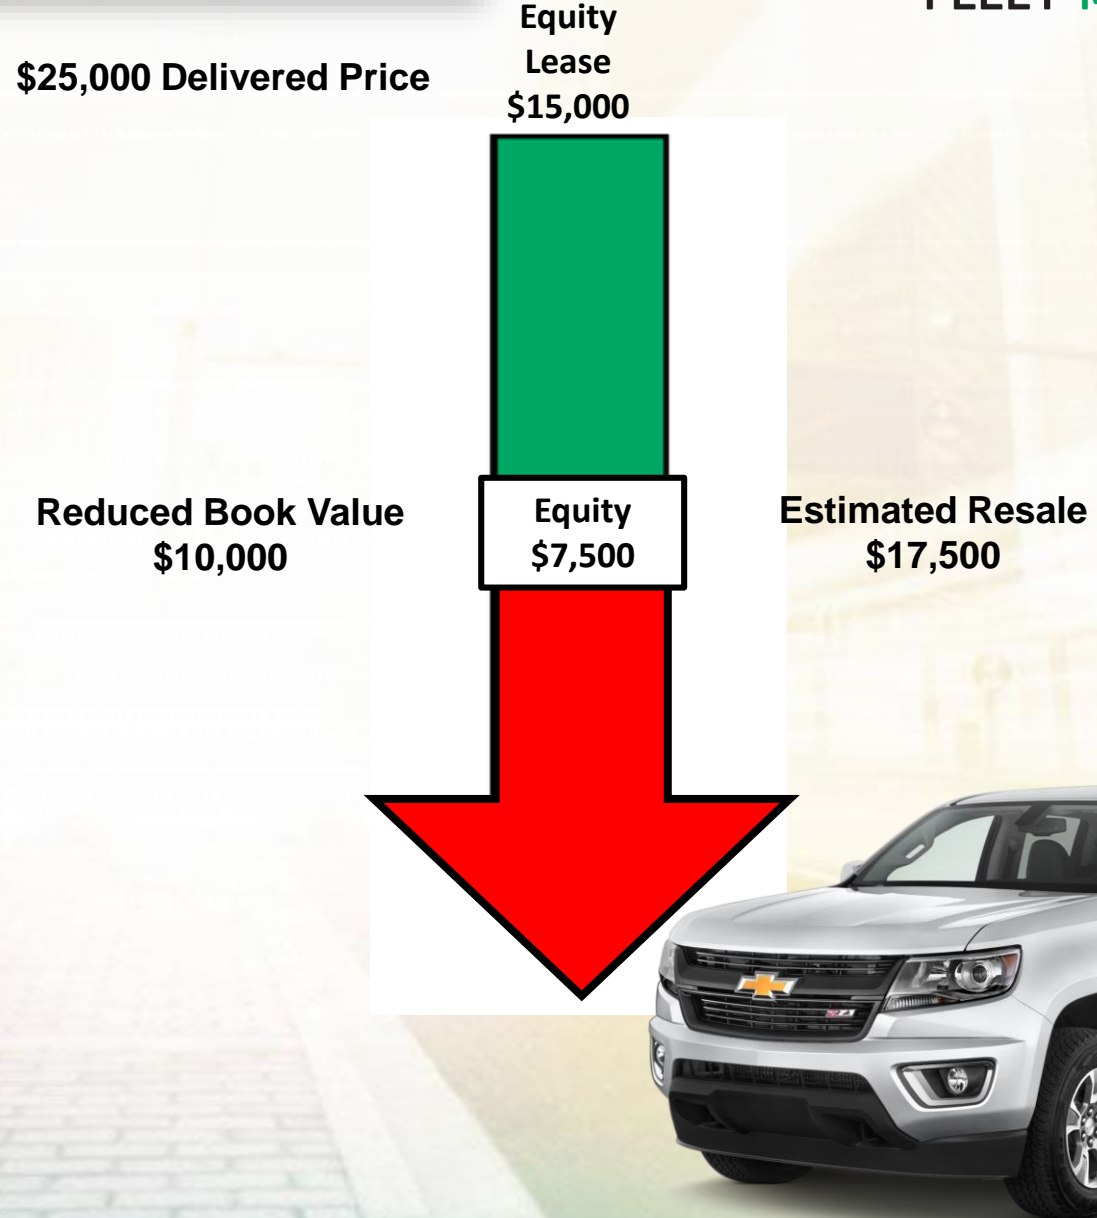 Equity
Lease
$15,000
$25,000 Delivered Price
Reduced Book Value
$10,000
Equity
$7,500
Estimated Resale
$17,500
Z71